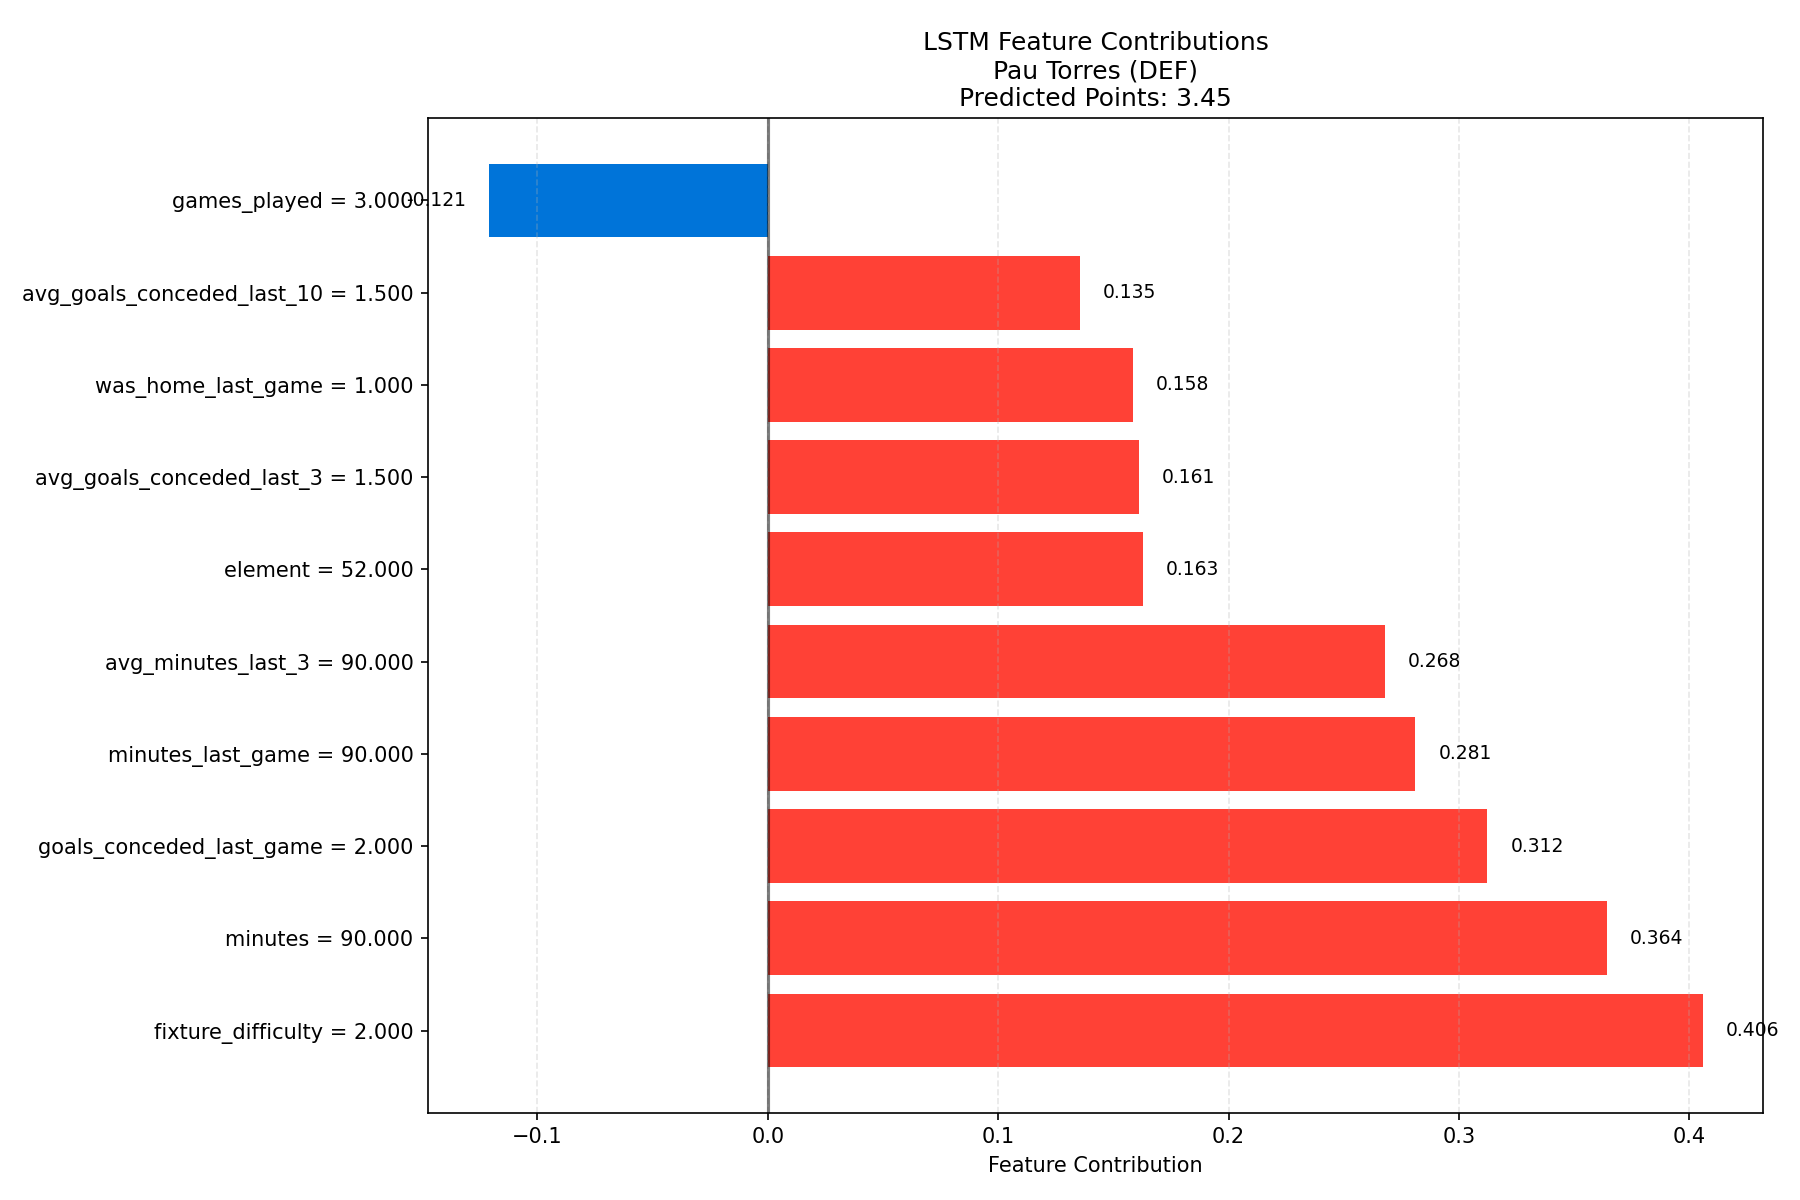 LSTM Feature Contributions
Pau Torres (DEF)
Predicted Points: 3.45
games_played = 3.000 -0.121
avg_goals_conceded_last_10 = 1.500 0.135
was_home_last_game = 1.000 0.158
avg_goals_conceded_last_3 = 1.500 0.161
element = 52.000 0.163
avg_minutes_last_3 = 90.000 0.268
minutes_last_game = 90.000 0.281
goals_conceded_last_game = 2.000 0.312
minutes = 90.000 0.364
fixture_difficulty = 2.000 0.406
−0.1 0.0 0.1 0.2 0.3 0.4
Feature Contribution